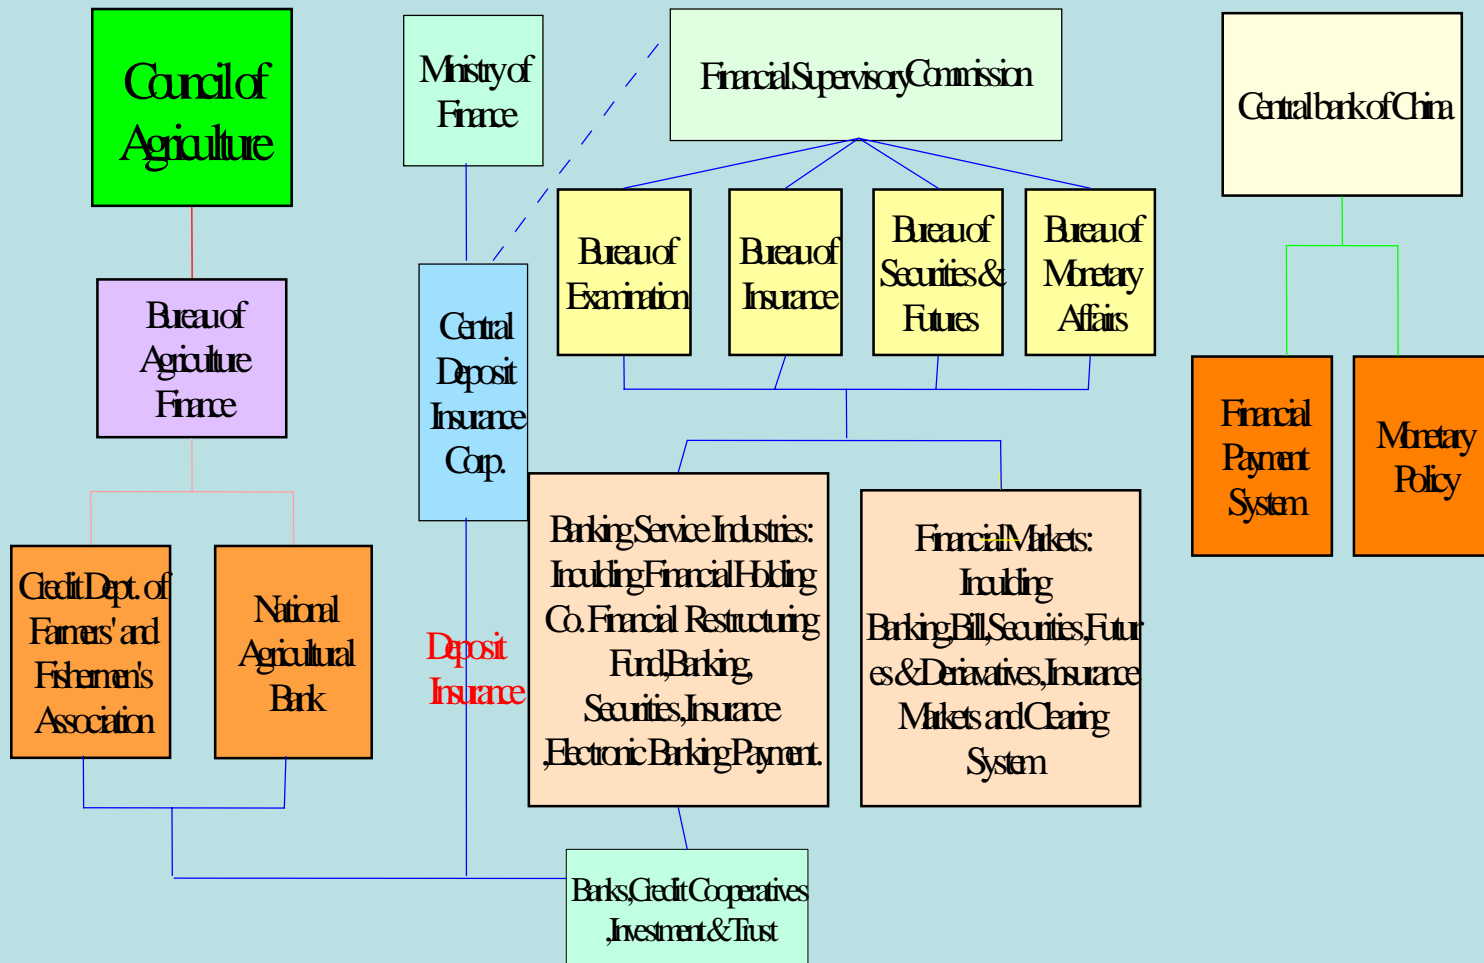 Council of
Agriculture
Ministry of
Finance
Financial Supervisory Commission
Central bank of China
Bureau of
Examination
Bureau of
Insurance
Bureau of
Securities &
Futures
Bureau of
Monetary
Affairs
Bureau of
Agriculture
Finance
Central
Deposit
Insurance
Corp.
Financial
Payment
System
Monetary
Policy
Credit Dept. of
Farmers' and
Fishermen's
Association
National
Agricultural
Bank
Deposit
Insurance
Banking Service Industries:
Inculding Financial Holding
Co. Financial Restructuring
Fund,Banking,
Securities,Insurance
,Electronic Banking Payment.
Financial Markets:
Inculding
Banking,Bill,Securities,Futur
es & Deriavatives,Insurance
Markets and Clearing
System
Banks,Credit Cooperatives
,Investment & Trust